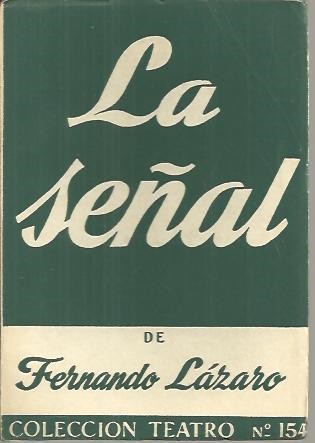 La
señal
DE
Fernando Lázaro
COLECCION TEATRO Nº 154